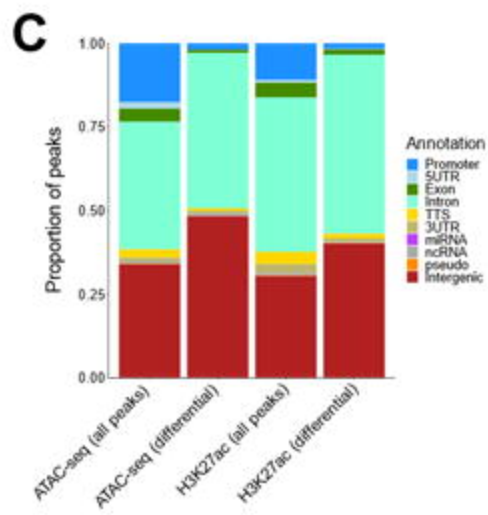 C
Proportion of peaks
1.00
0.75
0.50
0.25
0.00
ATAC-seq (all peaks)
ATAC-seq (differential)
H3K27ac (all peaks)
H3K27ac (differential)
Annotation
Promoter
5UTR
Exon
Intron
TTS
3UTR
miRNA
ncRNA
pseudo
Intergenic